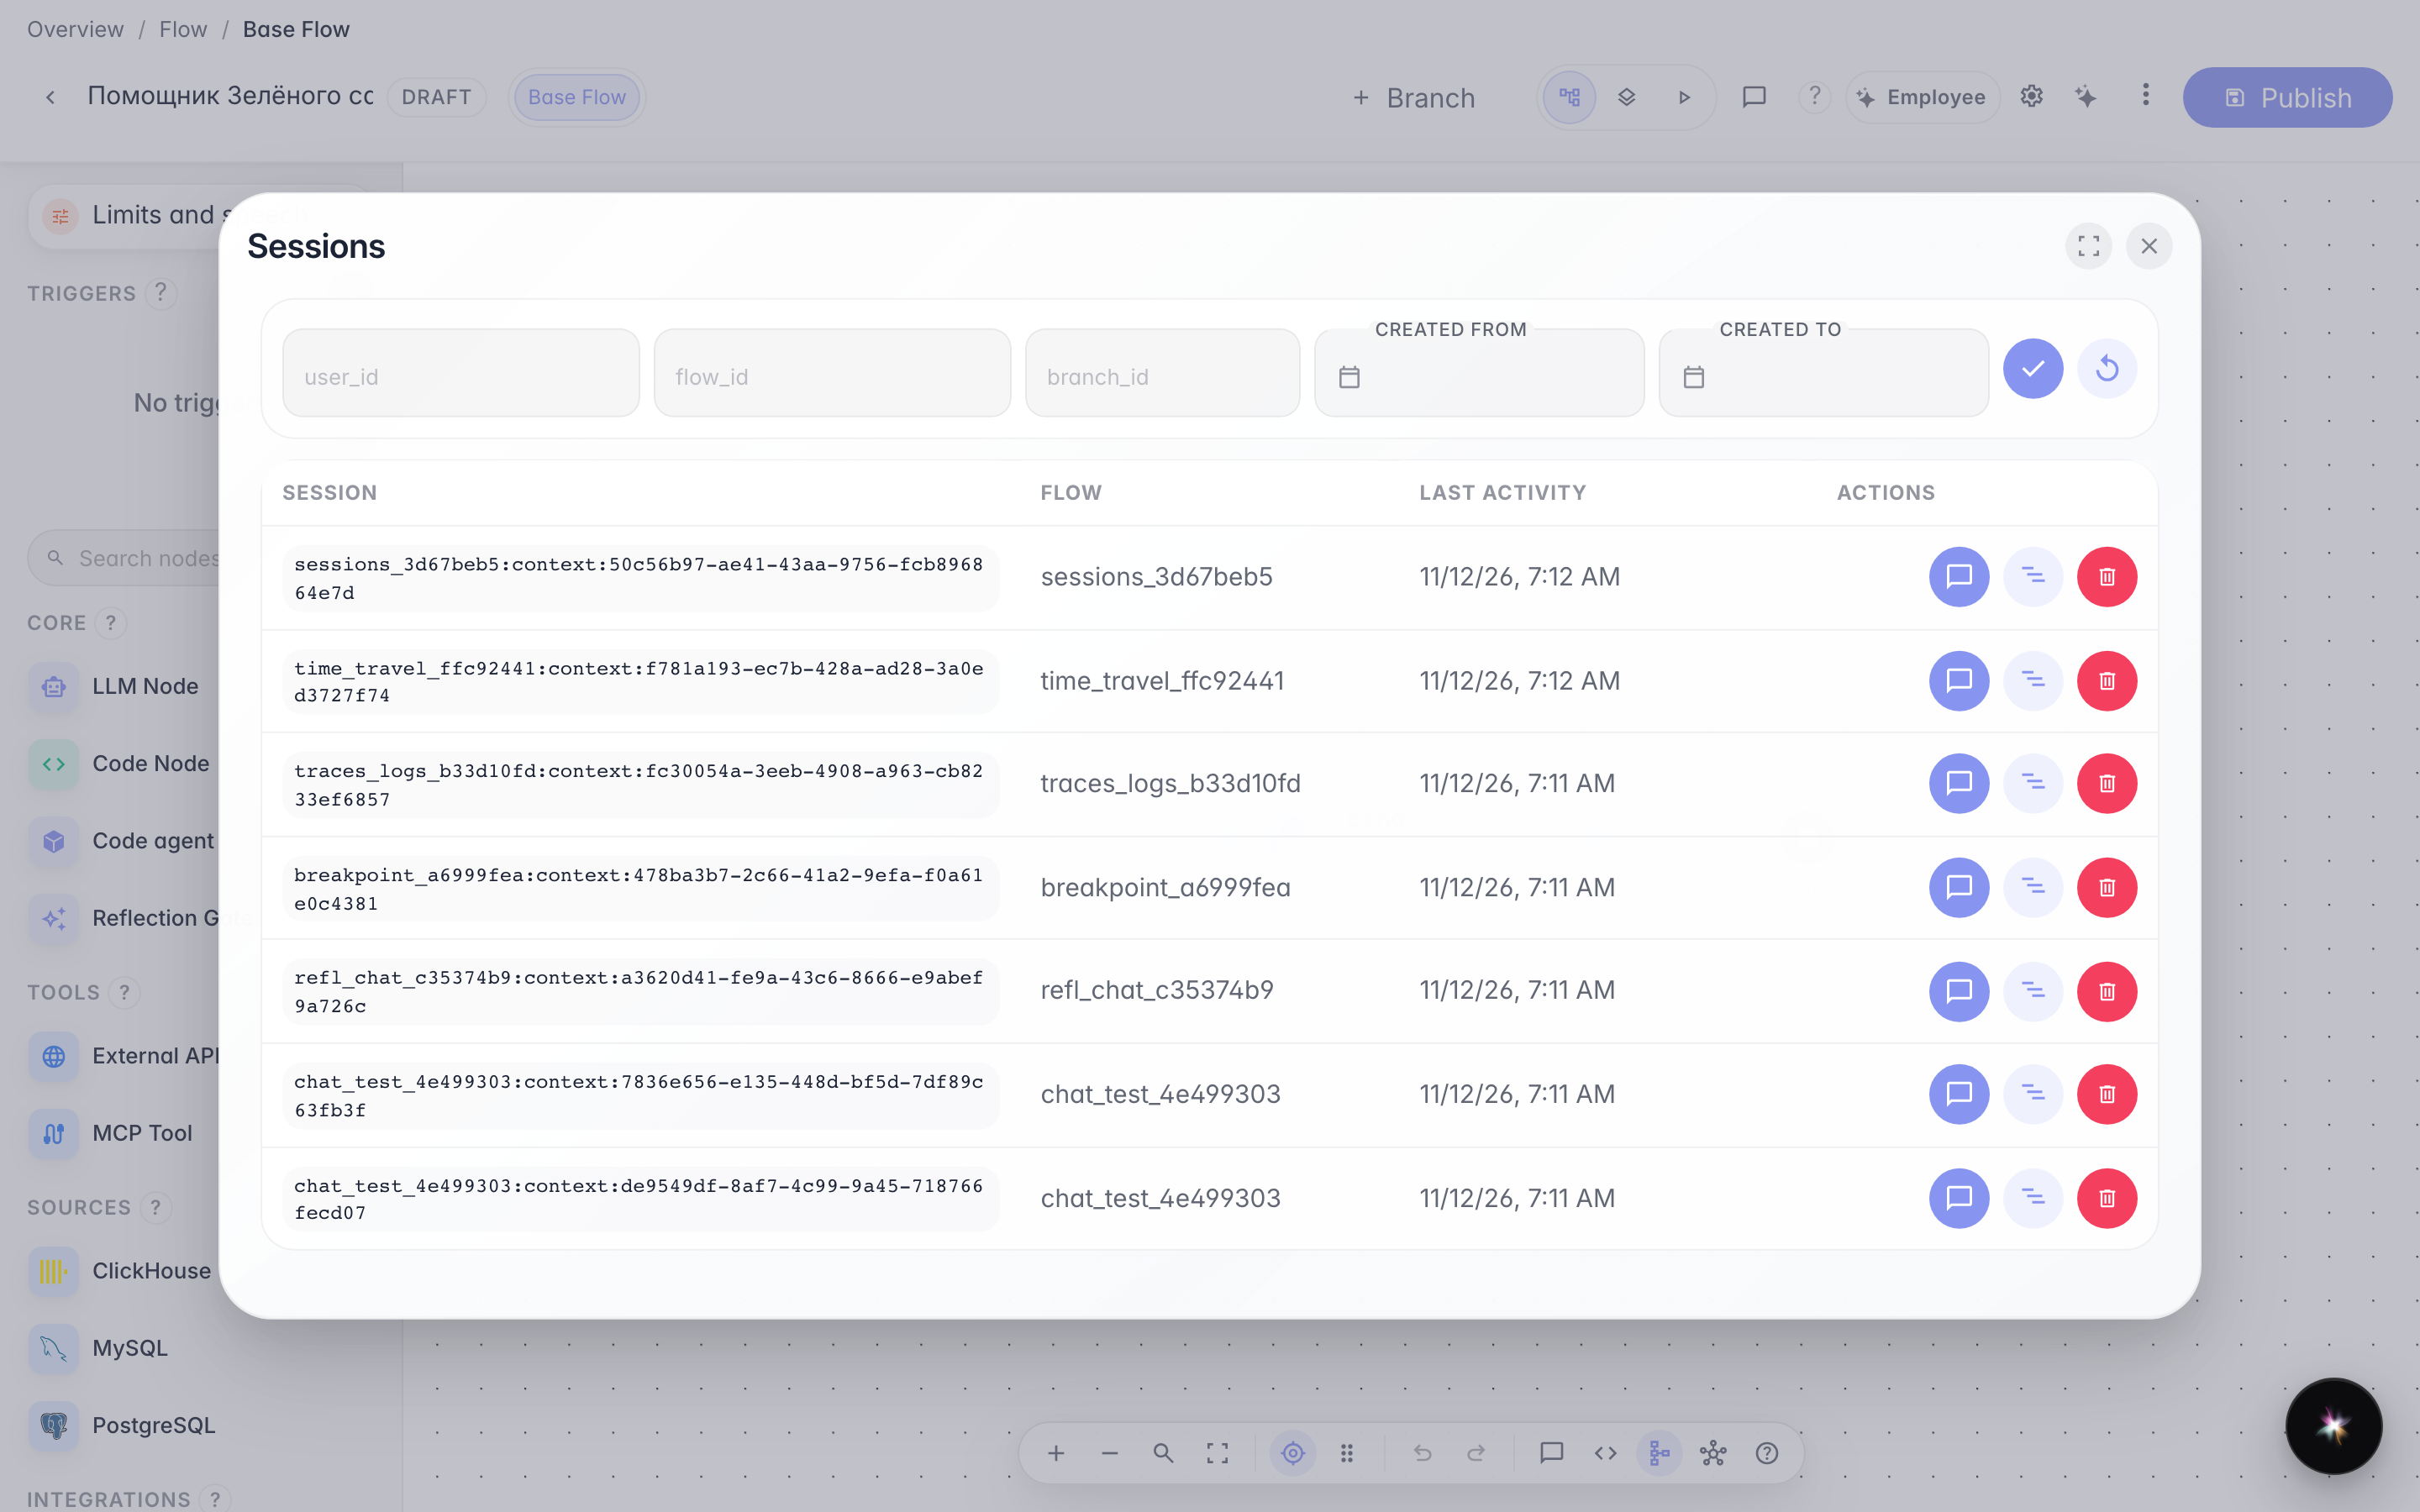 Overview / Flow / Base Flow
Помощник Зелёного
DRAFT
Base Flow
+ Branch
?
Employee
Publish
Limits and
TRIGGERS ?
No
Search nodes
CORE ?
LLM Node
Code Node
Code agent
Reflection
TOOLS ?
External API
MCP Tool
SOURCES ?
ClickHouse
MySQL
PostgreSQL
INTEGRATIONS ?
Sessions
user_id
flow_id
branch_id
CREATED FROM
CREATED TO
SESSION FLOW LAST ACTIVITY ACTIONS
sessions_3d67beb5:context:50c56b97-ae41-43aa-9756-fcb8968
64e7d
sessions_3d67beb5
11/12/26, 7:12 AM
time_travel_ffc92441:context:f781a193-ec7b-428a-ad28-3a0e
d3727f74
time_travel_ffc92441
11/12/26, 7:12 AM
traces_logs_b33d10fd:context:fc30054a-3eeb-4908-a963-cb82
33ef6857
traces_logs_b33d10fd
11/12/26, 7:11 AM
breakpoint_a6999fea:context:478ba3b7-2c66-41a2-9efa-f0a61
e0c4381
breakpoint_a6999fea
11/12/26, 7:11 AM
refl_chat_c35374b9:context:a3620d41-fe9a-43c6-8666-e9abef
9a726c
refl_chat_c35374b9
11/12/26, 7:11 AM
chat_test_4e499303:context:7836e656-e135-448d-bf5d-7df89c
63fb3f
chat_test_4e499303
11/12/26, 7:11 AM
chat_test_4e499303:context:de9549df-8af7-4c99-9a45-718766
fecd07
chat_test_4e499303
11/12/26, 7:11 AM